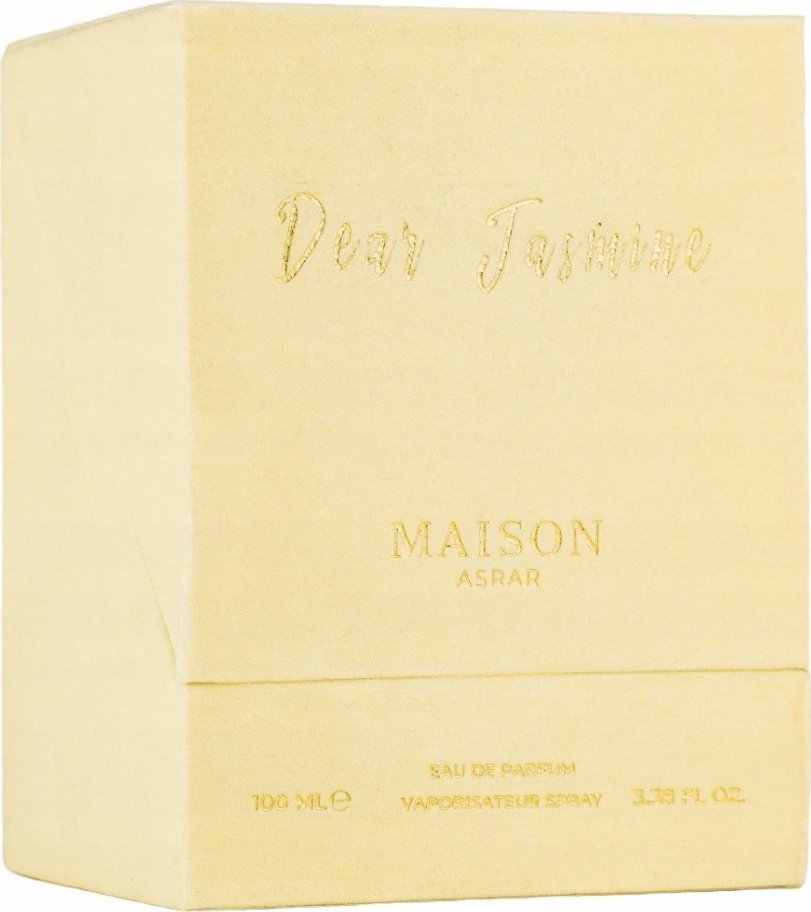 Dear Jasmine
MAISON
ASRAR
EAU DE PARFUM
100 ML e VAPORISATEUR SPRAY 3.38 FL OZ.